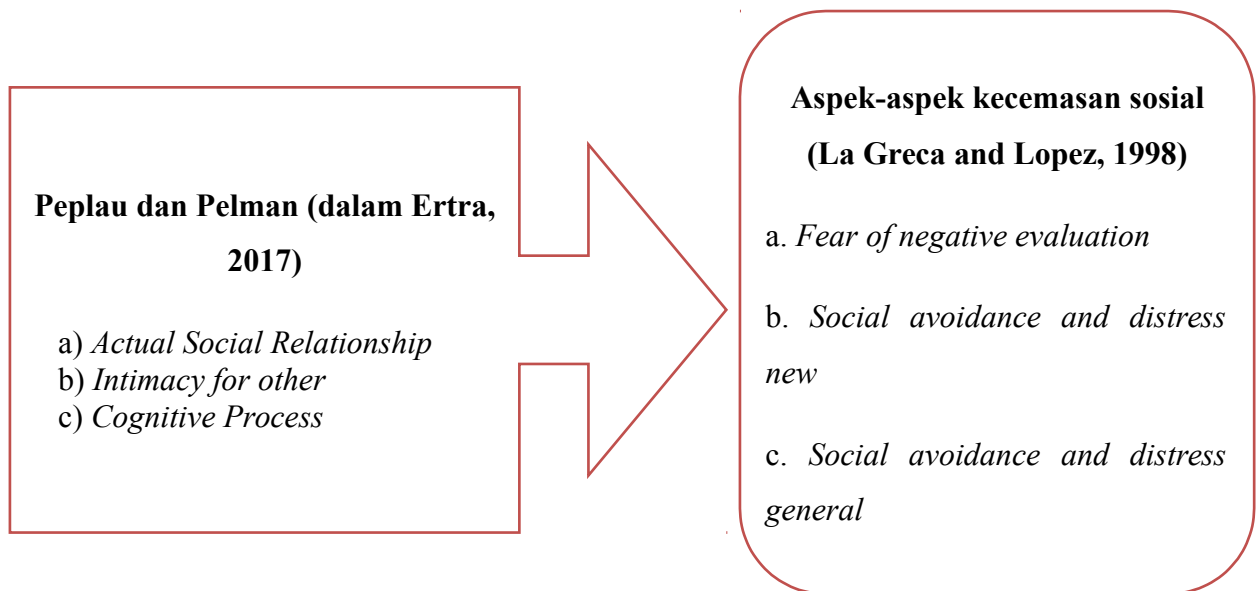 Peplau dan Pelman (dalam Ertra,
2017)
a) Actual Social Relationship
b) Intimacy for other
c) Cognitive Process
Aspek-aspek kecemasan sosial
(La Greca and Lopez, 1998)
a. Fear of negative evaluation
b. Social avoidance and distress
new
c. Social avoidance and distress
general